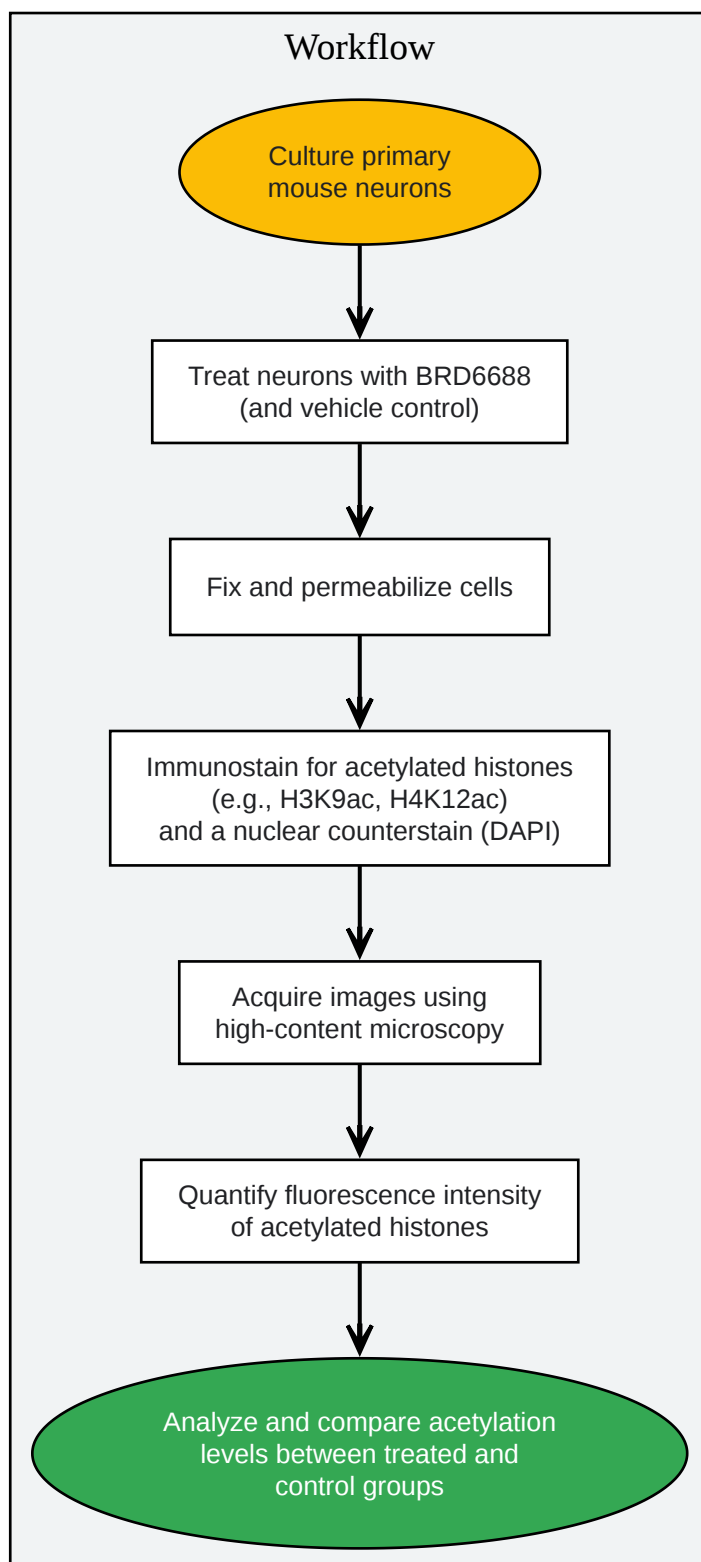 Workflow
Culture primary
mouse neurons
Treat neurons with BRD6688
(and vehicle control)
Fix and permeabilize cells
Immunostain for acetylated histones
(e.g., H3K9ac, H4K12ac)
and a nuclear counterstain (DAPI)
Acquire images using
high-content microscopy
Quantify fluorescence intensity
of acetylated histones
Analyze and compare acetylation
levels between treated and
control groups